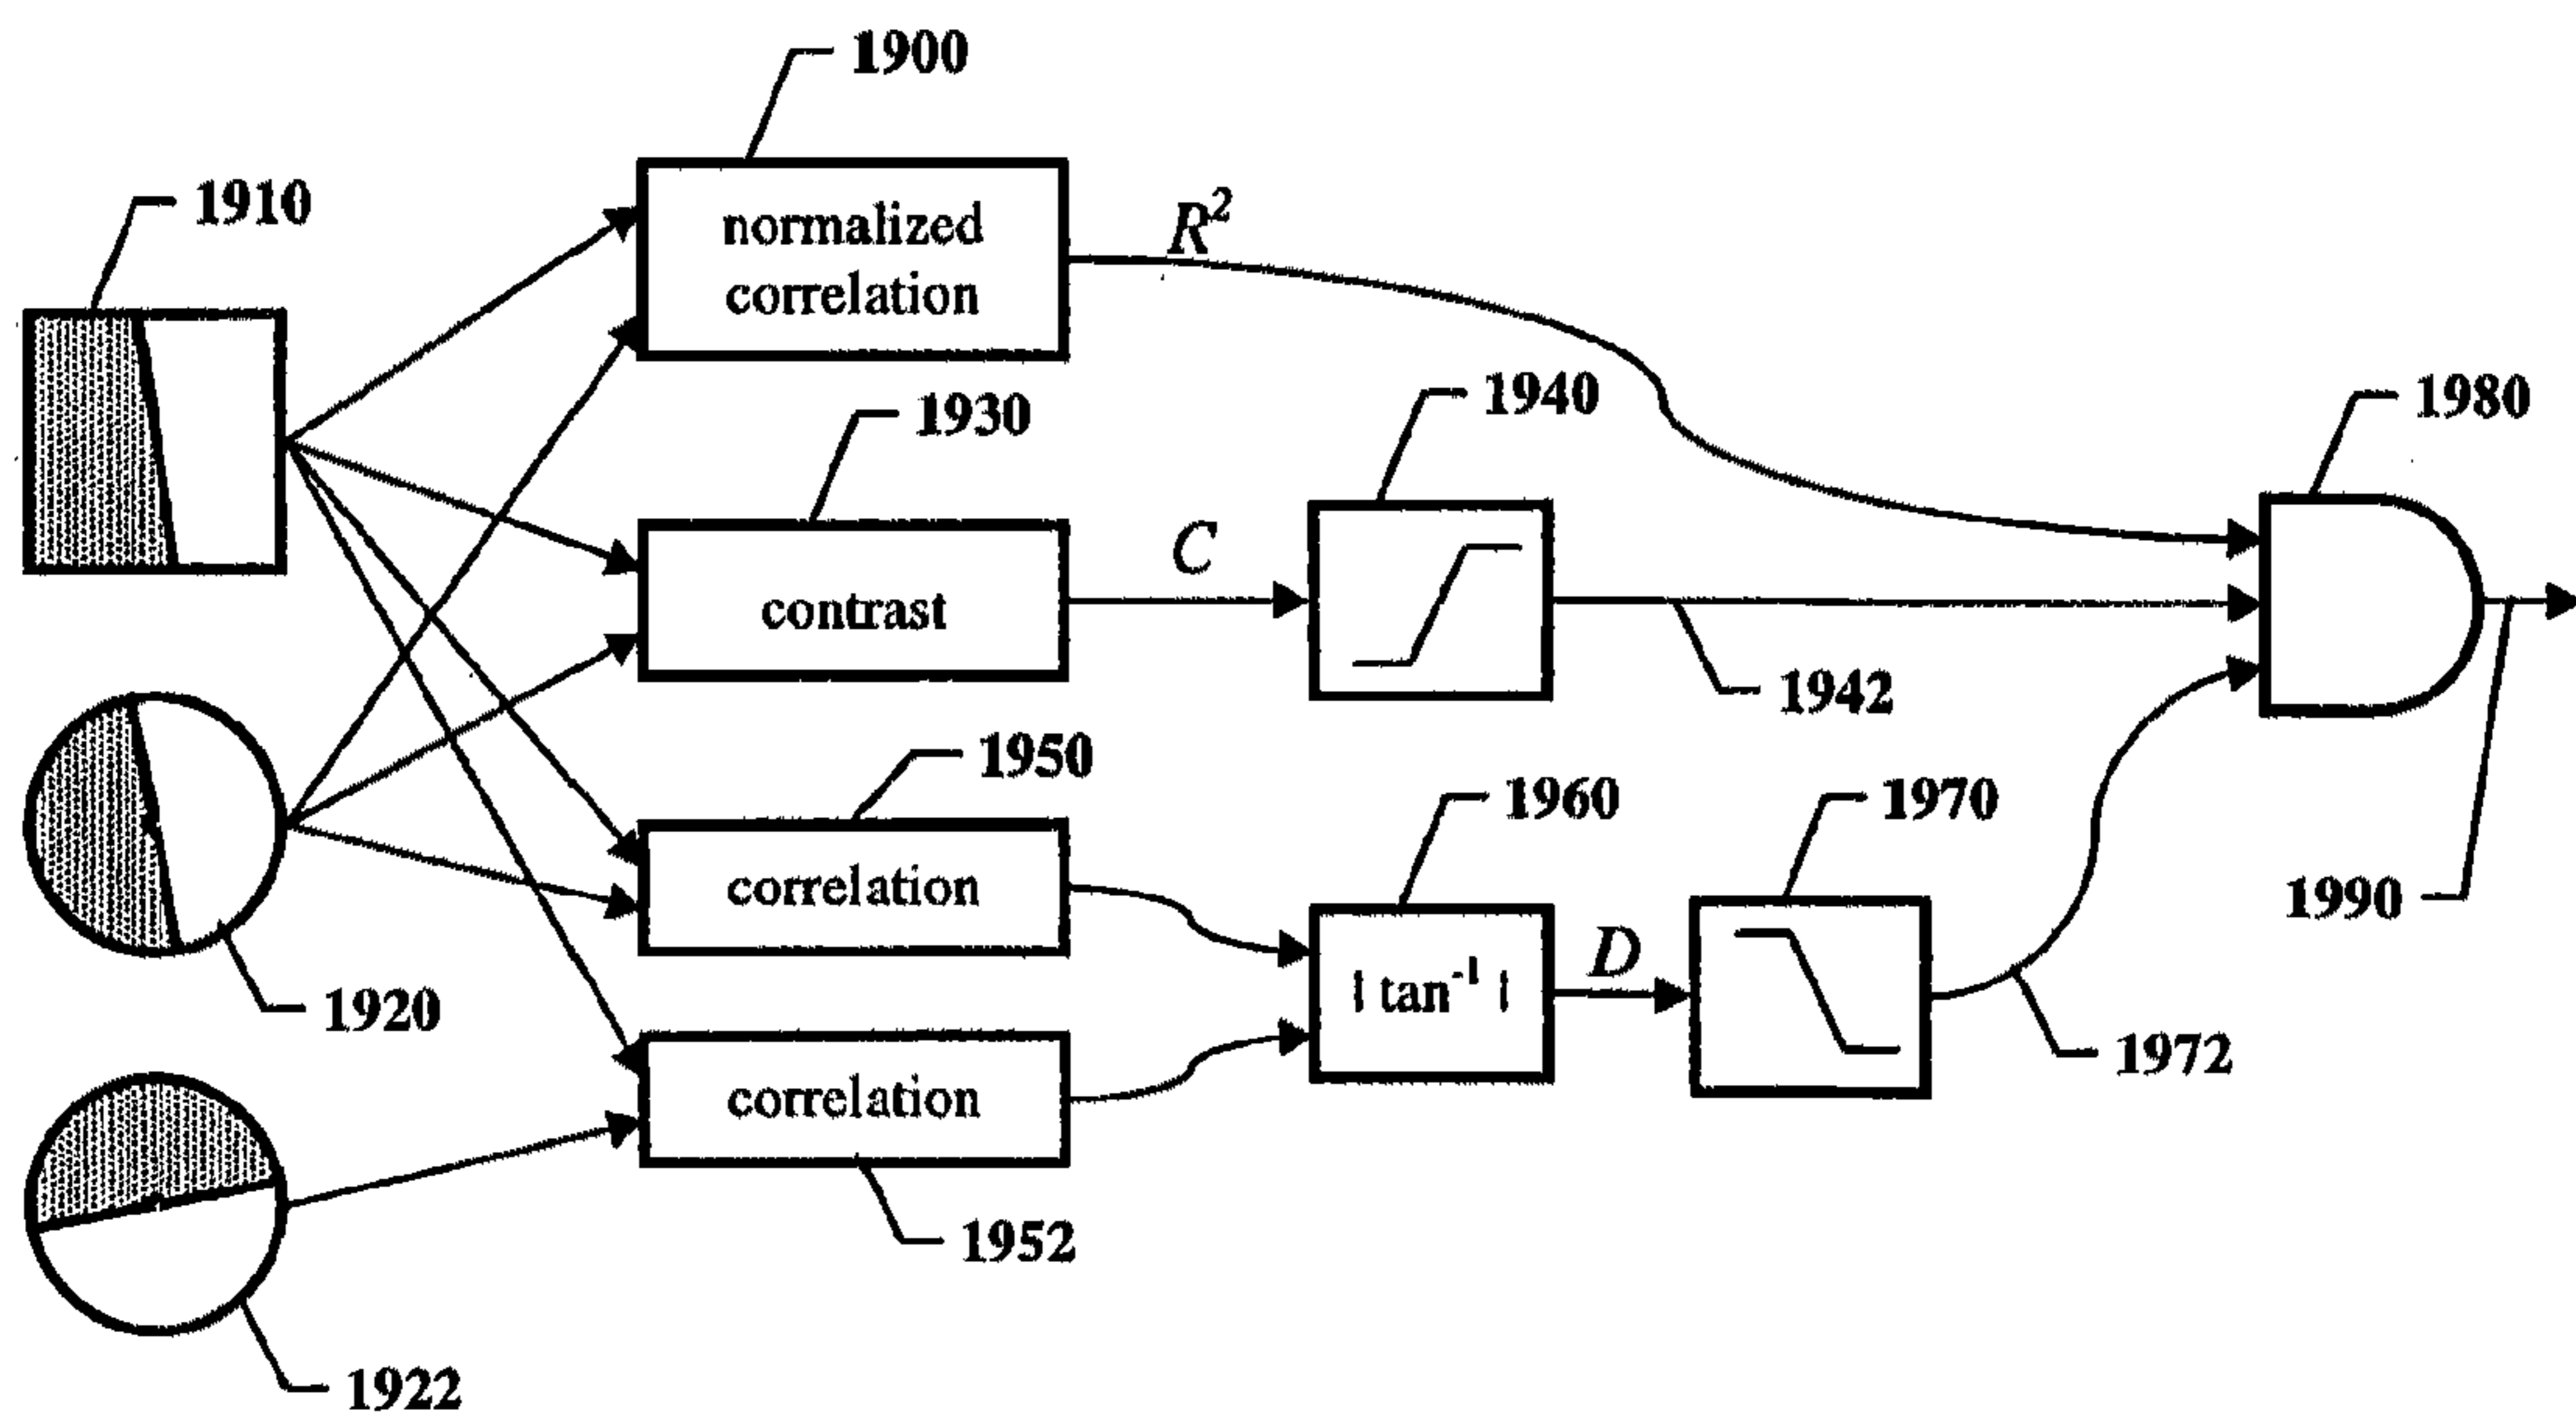 1900
1910
normalized
correlation
R²
1930
1940
1980
contrast
C
1942
1950
1960
1970
correlation
1990
1920
| tan⁻¹ |
D
1972
correlation
1952
1922